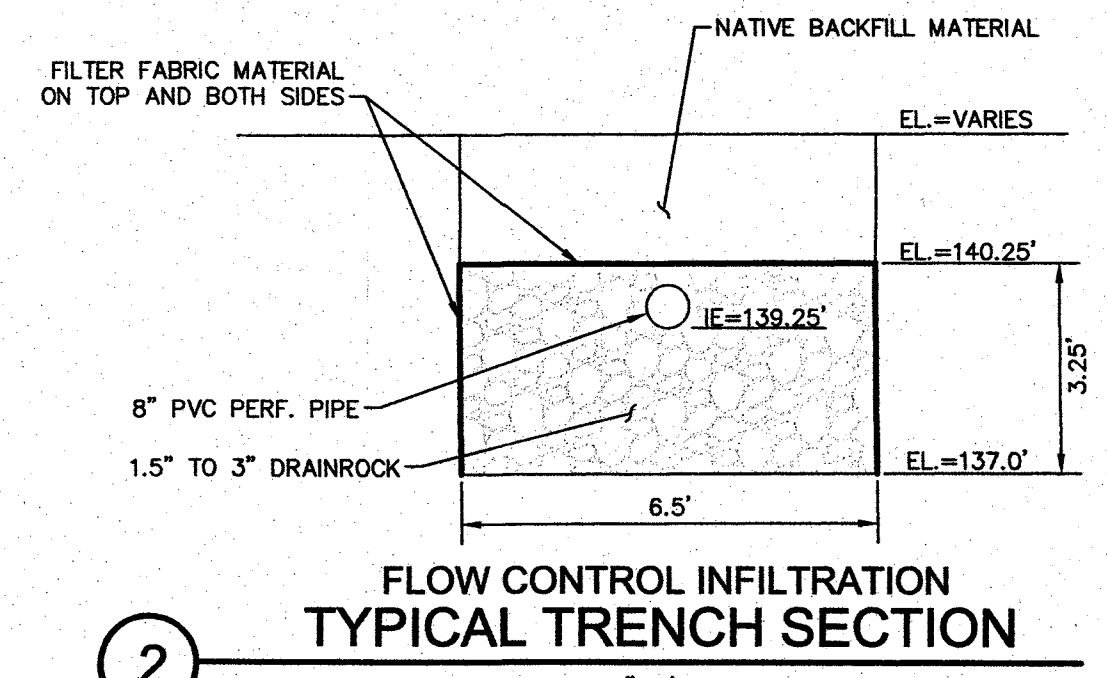 NATIVE BACKFILL MATERIAL
FILTER FABRIC MATERIAL
ON TOP AND BOTH SIDES
EL.=VARIES
EL.=140.25'
IE=139.25'
3.25'
8" PVC PERF. PIPE
1.5" TO 3" DRAINROCK
EL.=137.0'
6.5'
FLOW CONTROL INFILTRATION
TYPICAL TRENCH SECTION
2